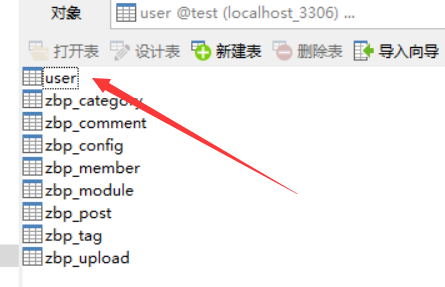 对象 user @test (localhost_3306) ...
打开表 设计表 新建表 删除表 导入向导
user
zbp_category
zbp_comment
zbp_config
zbp_member
zbp_module
zbp_post
zbp_tag
zbp_upload